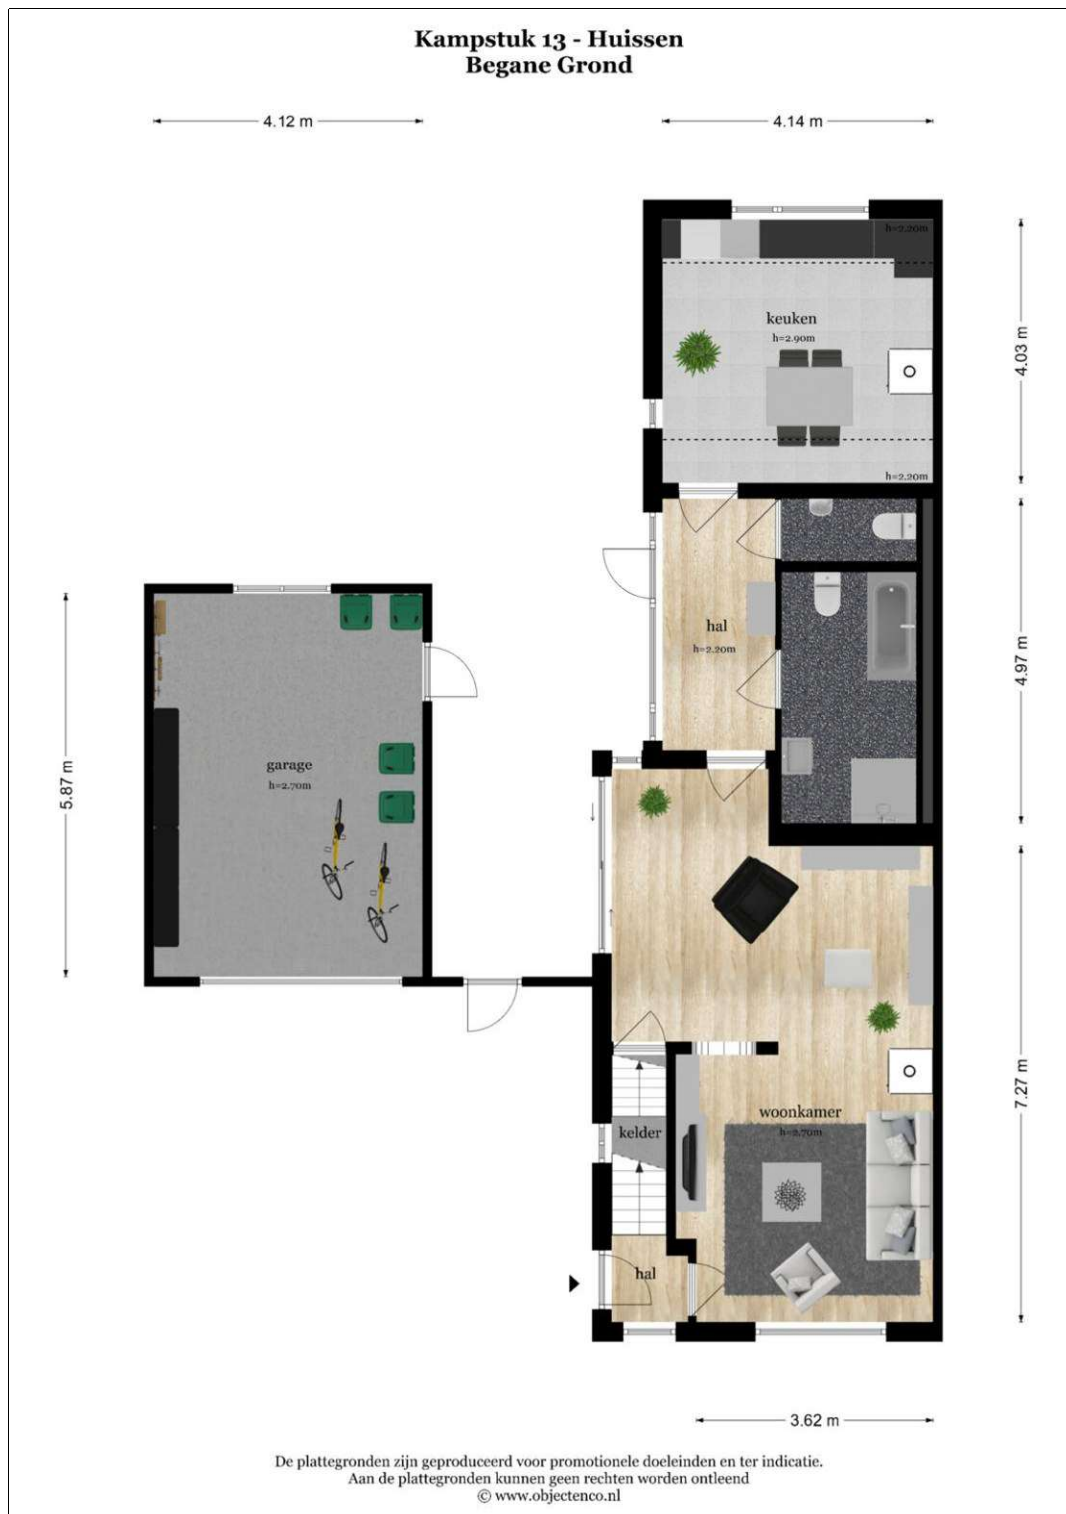 Kampstuk 13 - Huissen
Begane Grond
4.12 m
4.14 m
h=2.20m
keuken
h=2.90m
4.03 m
h=2.20m
hal
h=2.20m
4.97 m
garage
h=2.70m
5.87 m
7.27 m
woonkamer
h=2.70m
kelder
hal
3.62 m
De plattegronden zijn geproduceerd voor promotionele doeleinden en ter indicatie.
Aan de plattegronden kunnen geen rechten worden ontleend
© www.objectenco.nl